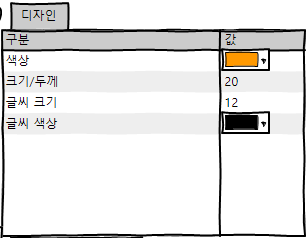 디자인
구분 값
색상
크기/두께 20
글씨 크기 12
글씨 색상